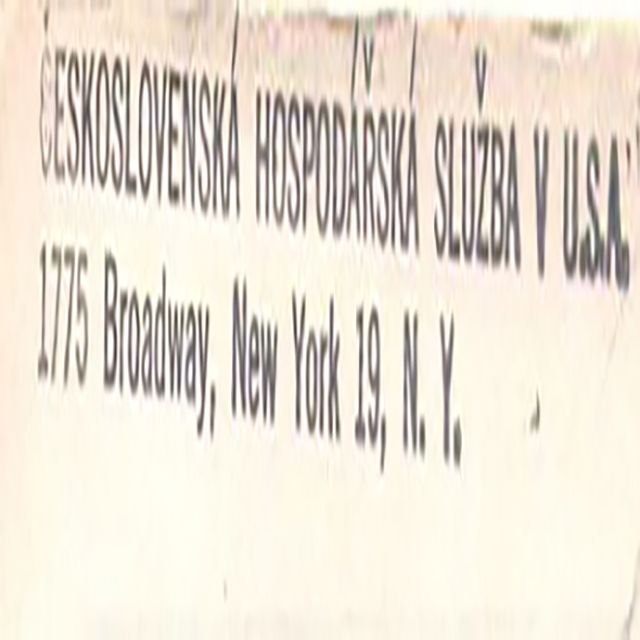 ČESKOSLOVENSKÁ HOSPODÁŘSKÁ SLUŽBA V U.S.A.
1775 Broadway, New York 19, N. Y.